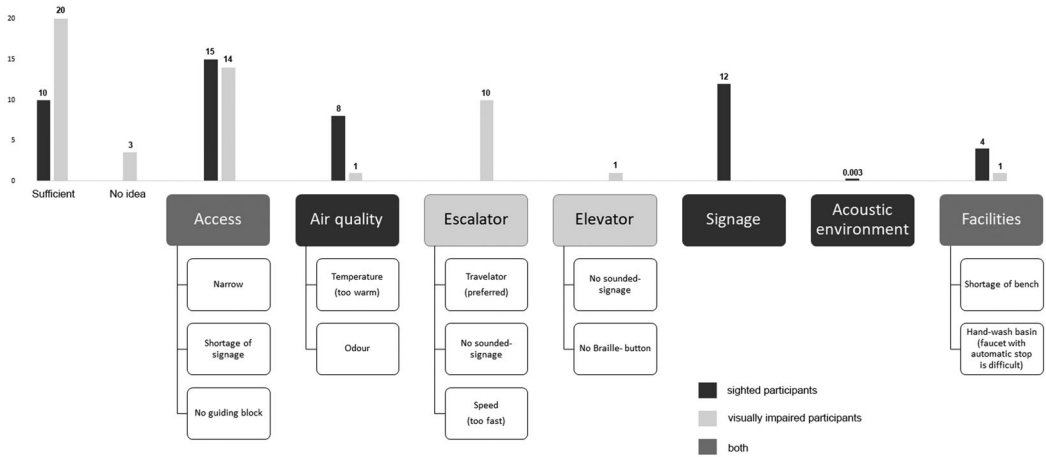 20
15
10
5
0
10
20
3
15
14
8
1
10
1
12
0.003
4
1
Sufficient
No idea
Access
Air quality
Escalator
Elevator
Signage
Acoustic
environment
Facilities
Narrow
Shortage of
signage
No guiding block
Temperature
(too warm)
Odour
Travelator
(preferred)
No sounded-
signage
Speed
(too fast)
No sounded-
signage
No Braille- button
Shortage of bench
Hand-wash basin
(faucet with
automatic stop
is difficult)
sighted participants
visually impaired participants
both